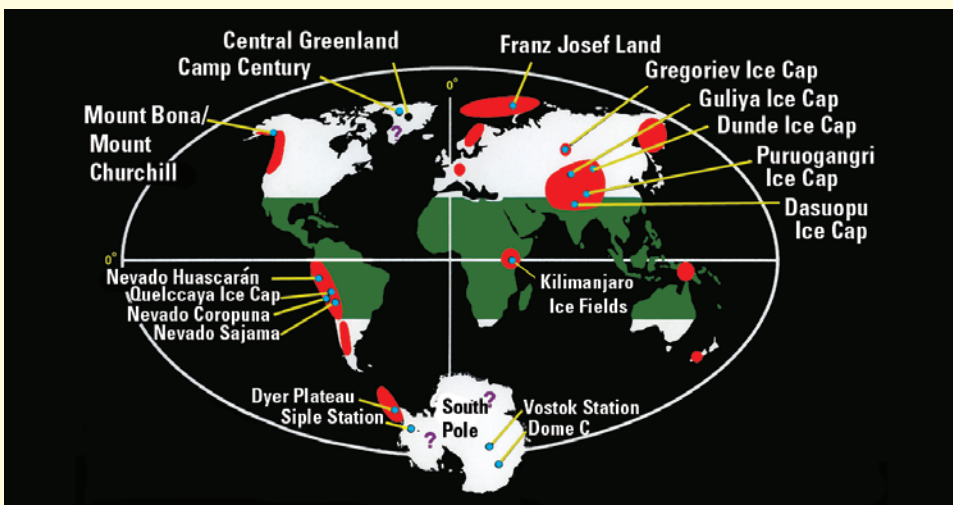 Central Greenland
Camp Century
Franz Josef Land
Gregoriev Ice Cap
Guliya Ice Cap
Dunde Ice Cap
Puruogangri
Ice Cap
Dasuopu
Ice Cap
Mount Bona/
Mount
Churchill
0°
?
0°
Nevado Huascarán
Quelccaya Ice Cap
Nevado Coropuna
Nevado Sajama
Kilimanjaro
Ice Fields
Dyer Plateau
Siple Station
South
Pole
?
?
Vostok Station
Dome C